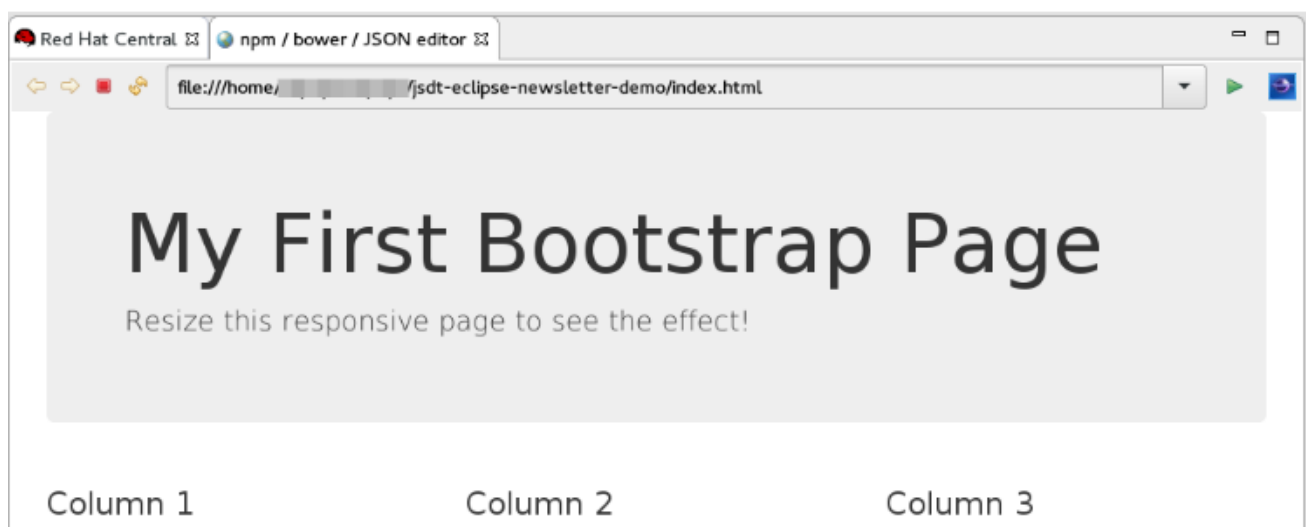 Red Hat Central
npm / bower / JSON editor
file:///home/ /jsdt-eclipse-newsletter-demo/index.html
My First Bootstrap Page
Resize this responsive page to see the effect!
Column 1
Column 2
Column 3